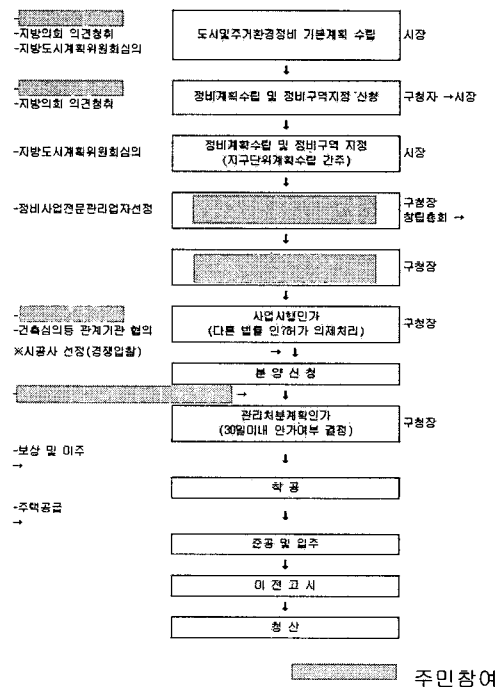 -지방의회 의견청취
-지방도시계획위원회심의
도시및주거환경정비 기본계획 수립
시장
-지방의회 의견청취
정비계획수립 및 정비구역지정 신청
구청자 →시장
-지방도시계획위원회심의
정비계획수립 및 정비구역 지정
(지구단위계획수립 간주)
시장
-정비사업전문관리업자선정
구청장
창립총회 →
구청장
사업시행인가
(다른 법률 인?허가 의제처리)
구청장
-건축심의등 관계기관 협의
※시공사 선정(경쟁입찰)
→ ↓
분 양 신 청
→
관리처분계획인가
(30일이내 인가여부 결정)
구청장
-보상 및 이주
→
착 공
-주택공급
→
준공 및 입주
이 전 고 시
청 산
주민참여